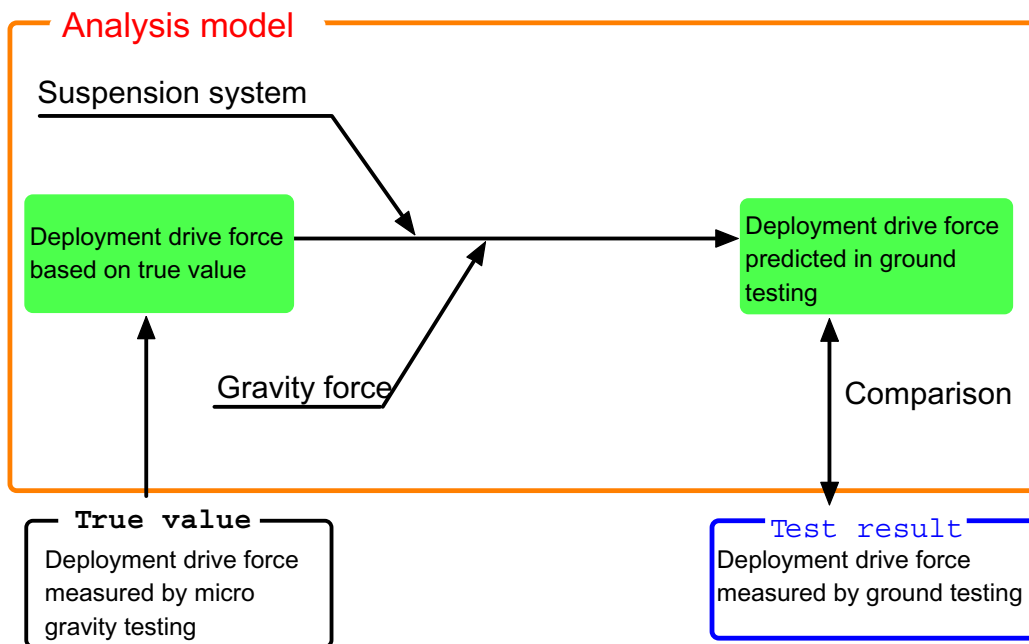 Analysis model
Suspension system
Deployment drive force
based on true value
Deployment drive force
predicted in ground
testing
Gravity force
Comparison
True value
Deployment drive force
measured by micro
gravity testing
Test result
Deployment drive force
measured by ground testing